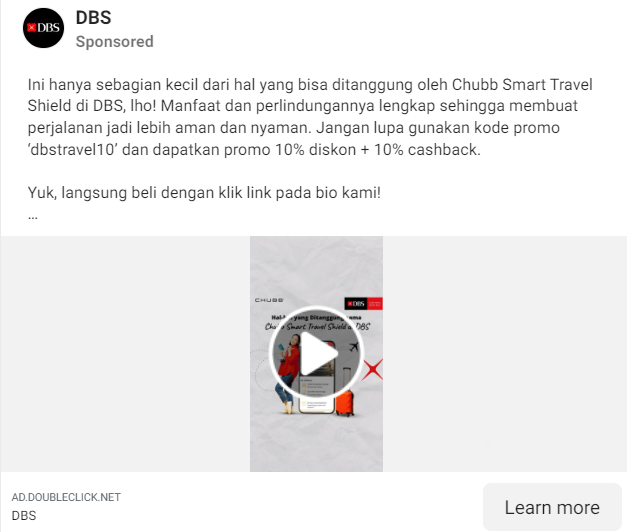 DBS
DBS
Sponsored
Ini hanya sebagian kecil dari hal yang bisa ditanggung oleh Chubb Smart Travel
Shield di DBS, lho! Manfaat dan perlindungannya lengkap sehingga membuat
perjalanan jadi lebih aman dan nyaman. Jangan lupa gunakan kode promo
‘dbstravel10’ dan dapatkan promo 10% diskon + 10% cashback.
Yuk, langsung beli dengan klik link pada bio kami!
...
CHUBB
DBS
Hal-hal yang Ditanggung sama
Chubb Smart Travel Shield di DBS
AD.DOUBLECLICK.NET
DBS
Learn more